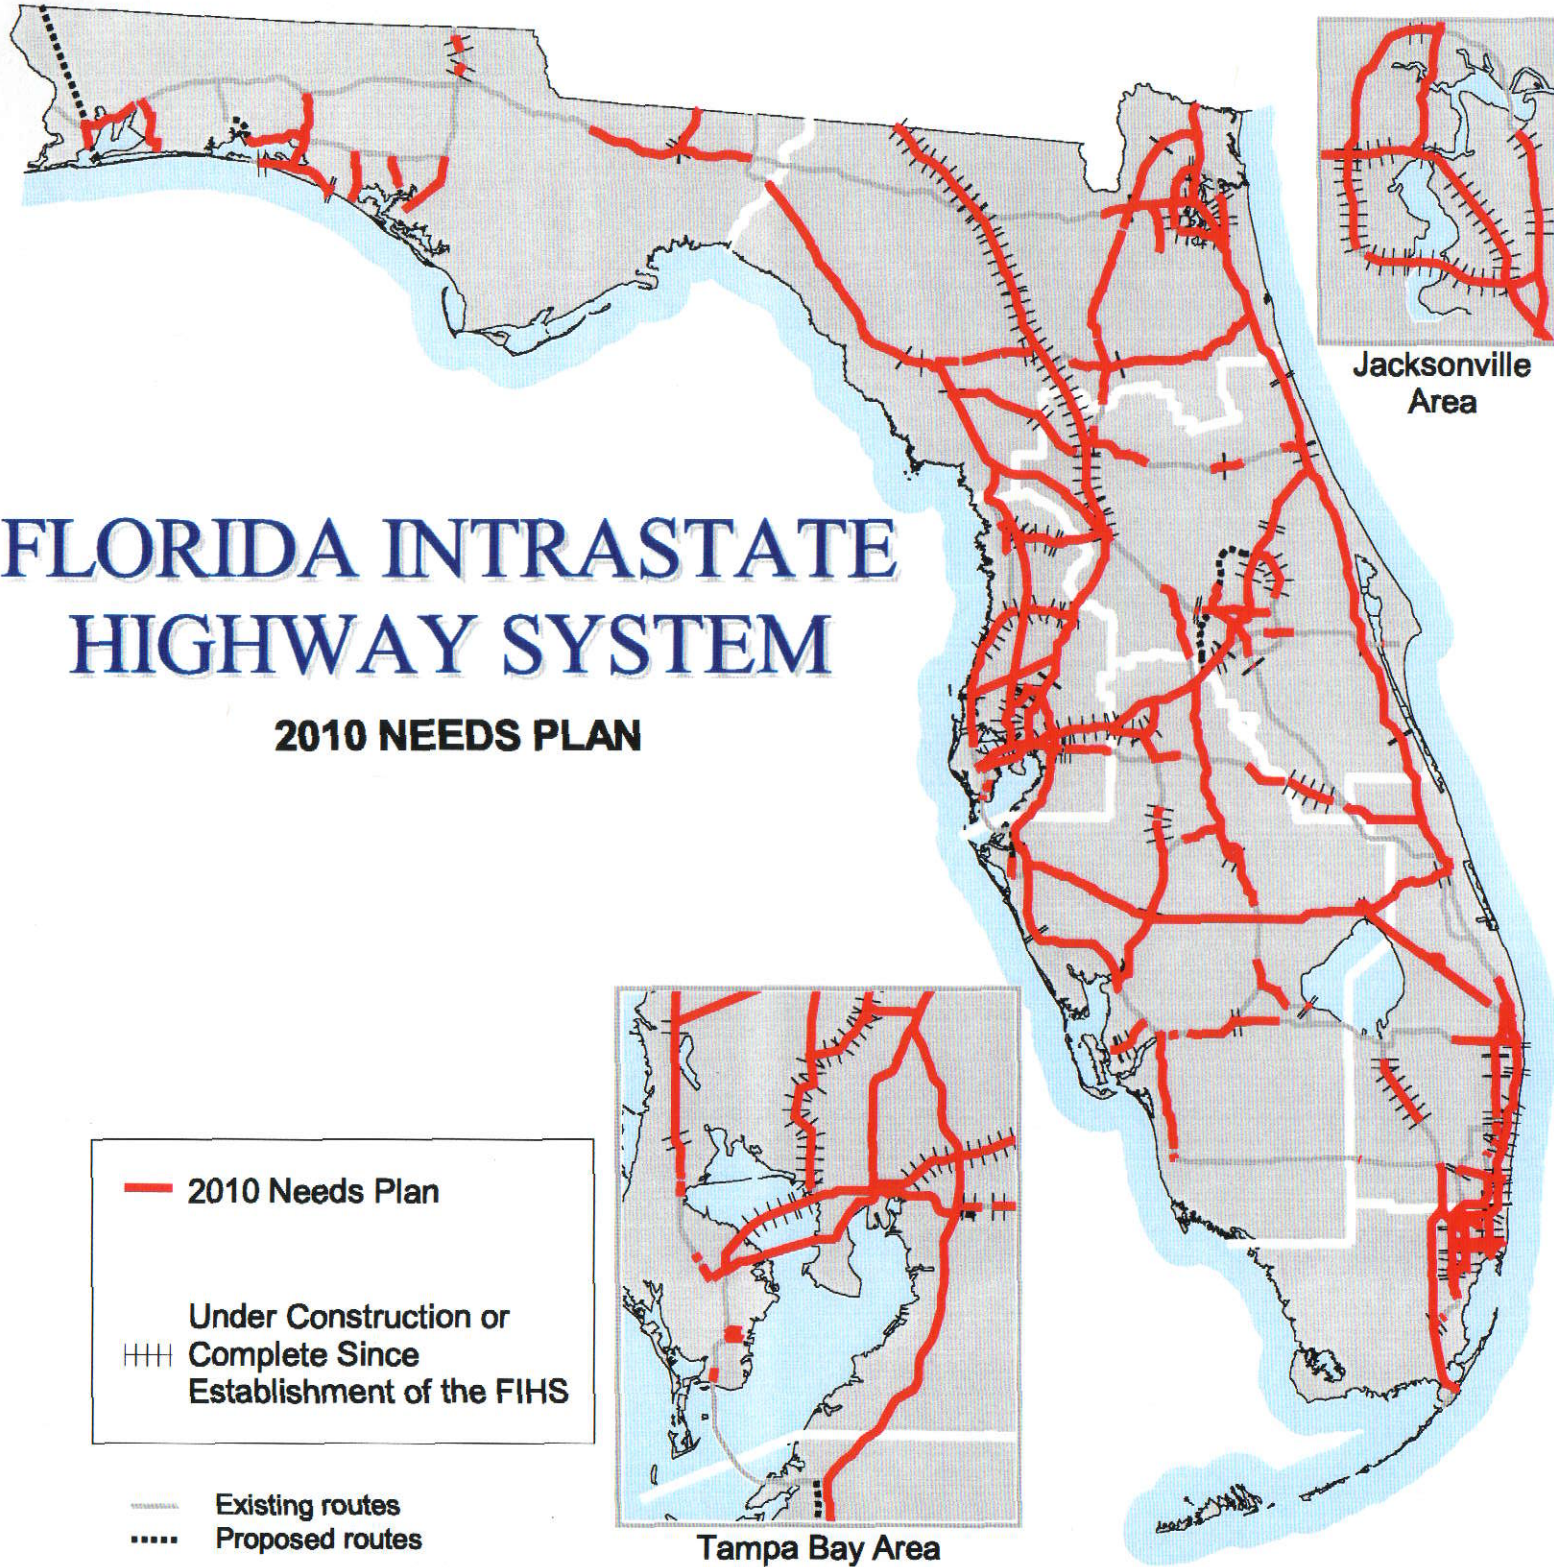 FLORIDA INTRASTATE
HIGHWAY SYSTEM
2010 NEEDS PLAN
Jacksonville
Area
2010 Needs Plan
Under Construction or
Complete Since
Establishment of the FIHS
Existing routes
Proposed routes
Tampa Bay Area